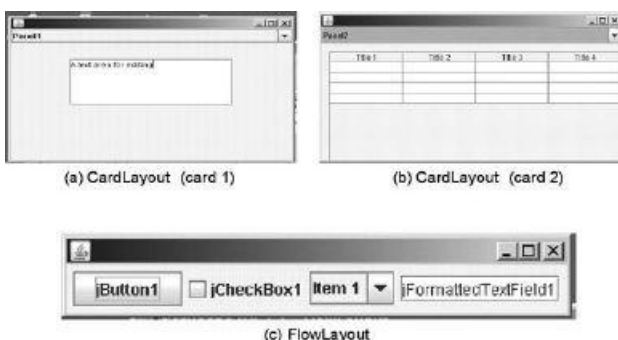 Panel1
A text area for editing
(a) CardLayout (card 1)
Panel2
Title 1 Title 2 Title 3 Title 4
(b) CardLayout (card 2)
jButton1 jCheckBox1 Item 1 jFormattedTextField1
(c) FlowLayout